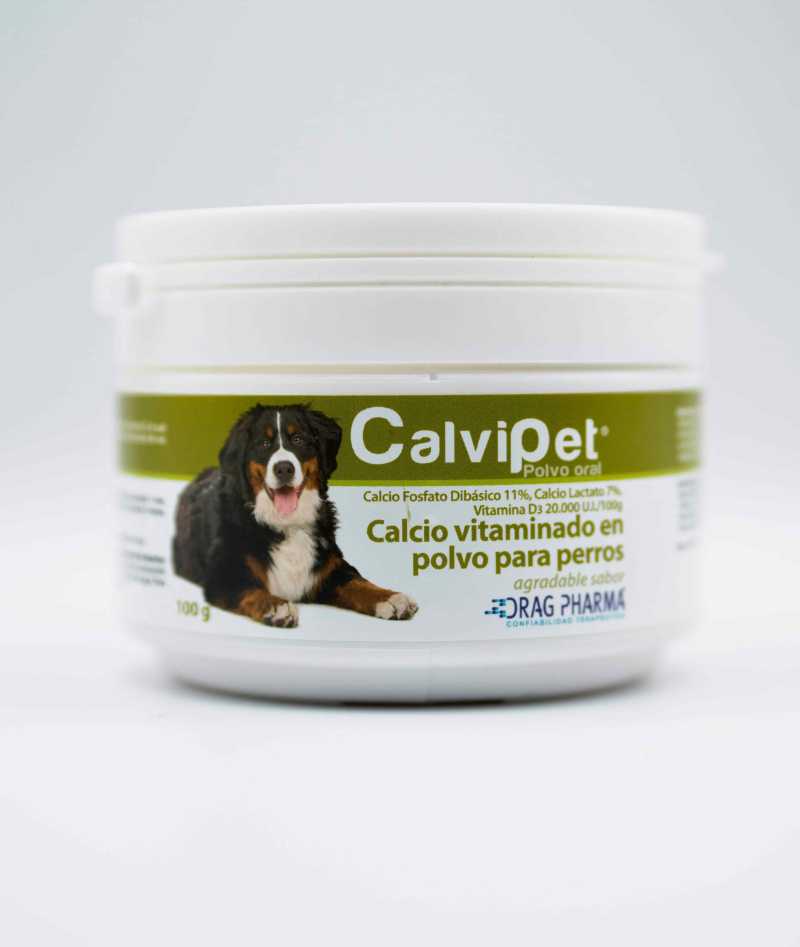 Calvipet®
Polvo oral
Calcio Fosfato Dibásico 11%, Calcio Lactato 7%,
Vitamina D3 20.000 U.I./100g
Calcio vitaminado en
polvo para perros
agradable sabor
100 g
DRAG PHARMA
CONFIABILIDAD TERAPEUTICA